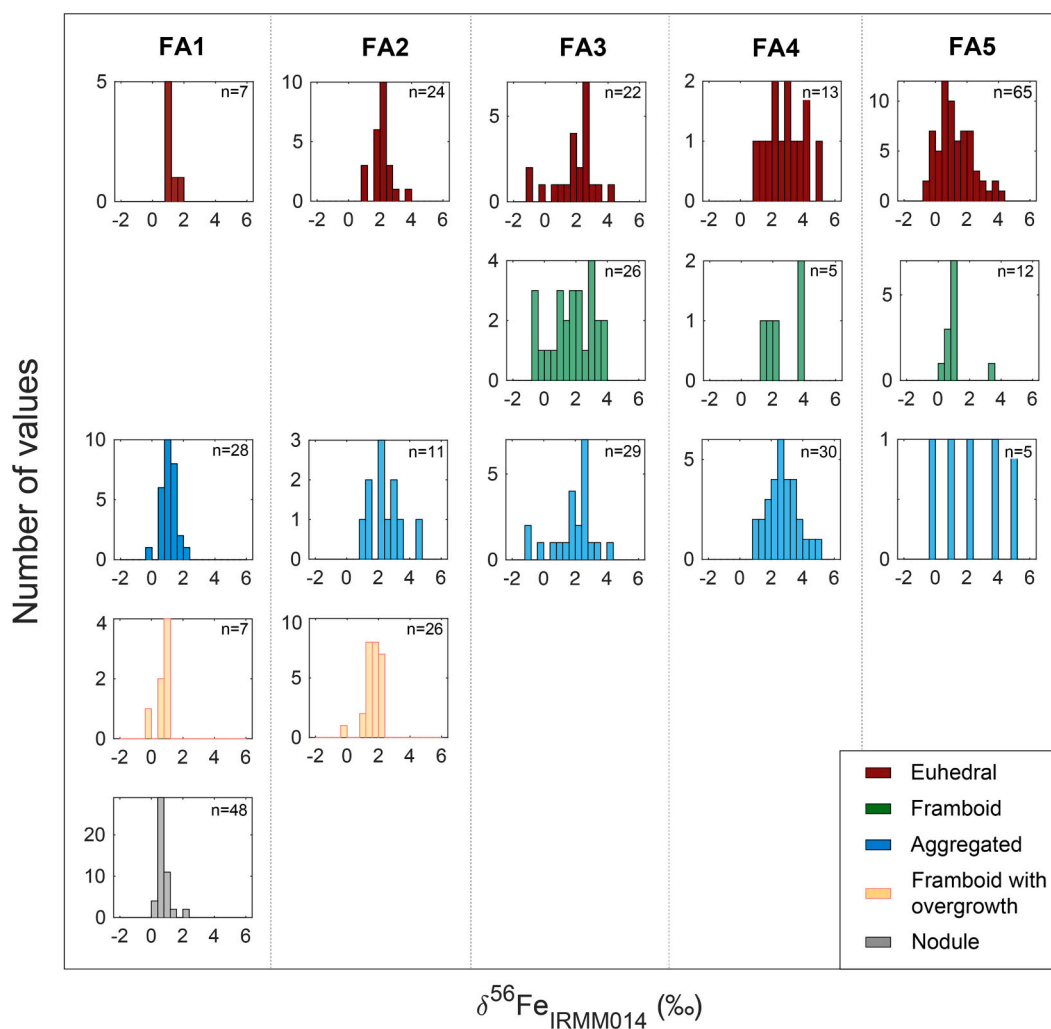 FA1 FA2 FA3 FA4 FA5
5 n=7 10 n=24 n=22 2 n=13 n=65
10
5 5 1 5
0 0 0 0 0
-2 0 2 4 6 -2 0 2 4 6 -2 0 2 4 6 -2 0 2 4 6 -2 0 2 4 6
4 n=26 2 n=5 n=12
5
2 1
0 0 0
-2 0 2 4 6 -2 0 2 4 6 -2 0 2 4 6
Number of values
10 n=28 3 n=11 n=29 n=30 1 n=5
2 5 5
5 1
0 0 0 0 0
-2 0 2 4 6 -2 0 2 4 6 -2 0 2 4 6 -2 0 2 4 6 -2 0 2 4 6
4 n=7 10 n=26
2 5
0 0
-2 0 2 4 6 -2 0 2 4 6
n=48
20
10
0
-2 0 2 4 6
Euhedral
Framboid
Aggregated
Framboid with
overgrowth
Nodule
δ56FeIRMM014 (‰)